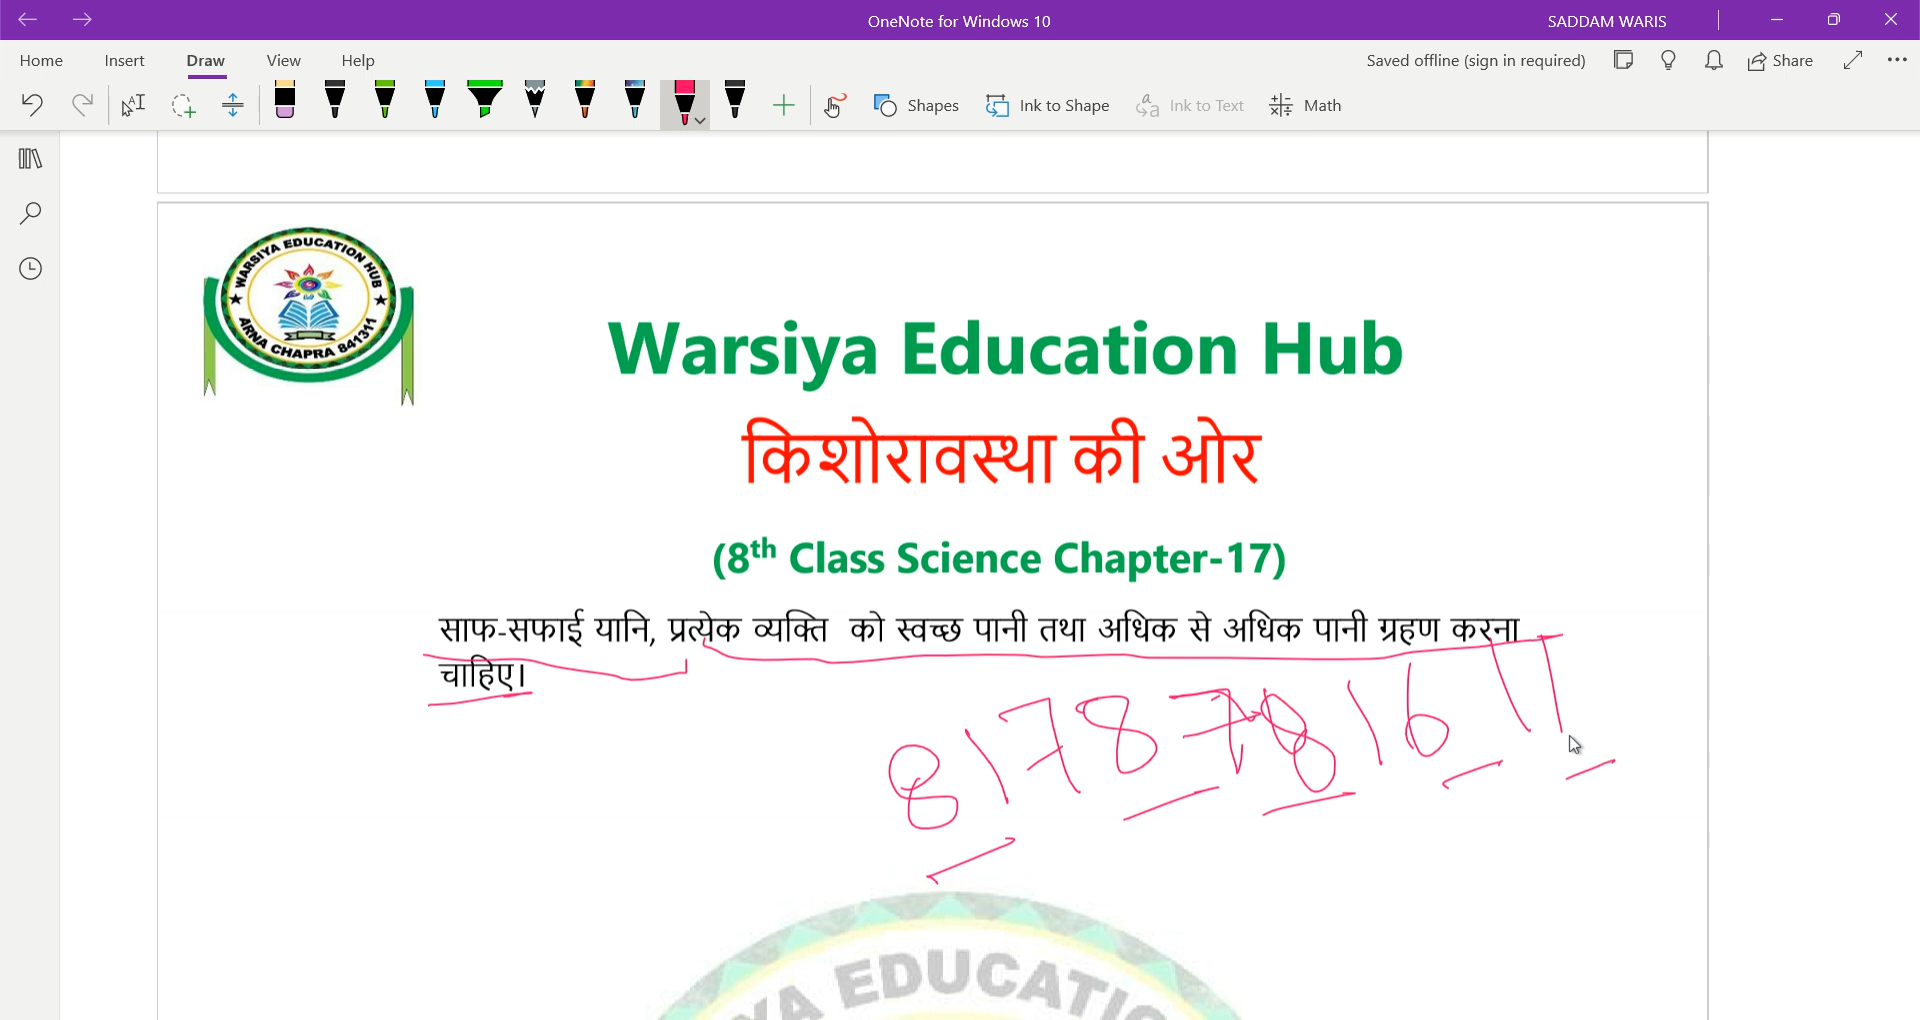 OneNote for Windows 10
SADDAM WARIS
Home Insert Draw View Help
Saved offline (sign in required) Share
Shapes Ink to Shape Ink to Text Math
WARSIYA EDUCATION HUB
ARNA CHAPRA 841311
Warsiya Education Hub
किशोरावस्था की ओर
(8th Class Science Chapter-17)
साफ-सफाई यानि, प्रत्येक व्यक्ति को स्वच्छ पानी तथा अधिक से अधिक पानी ग्रहण करना
चाहिए।
8178781611
YA EDUCATIO